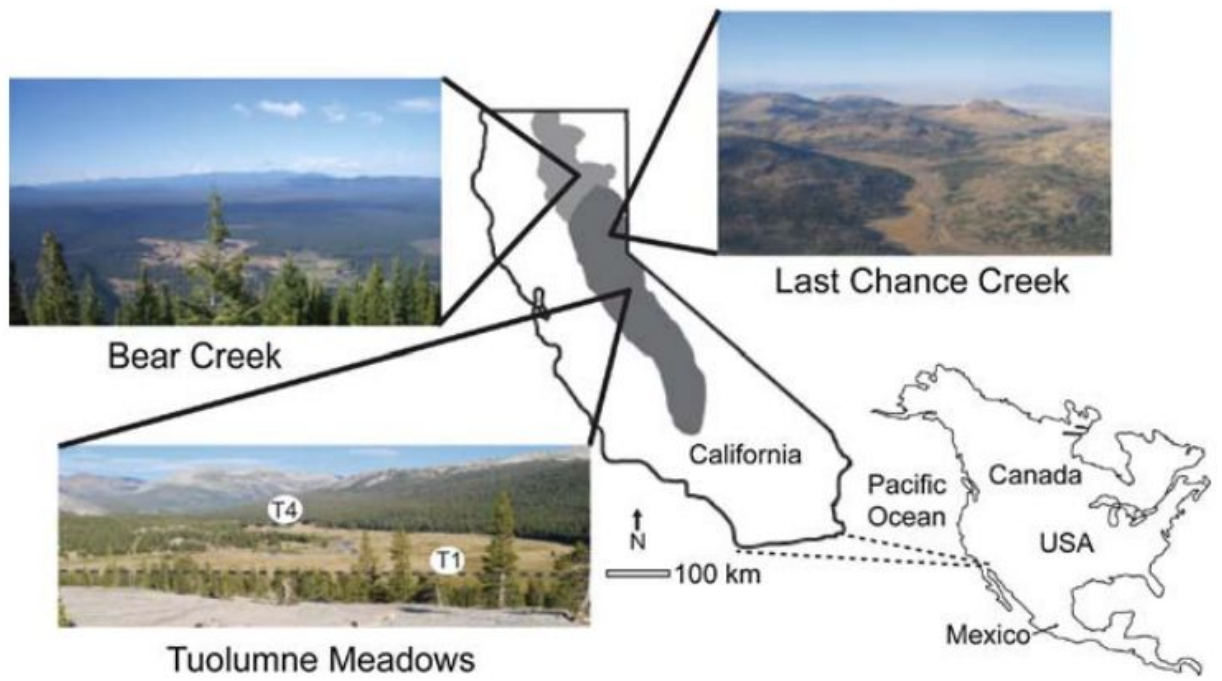 Bear Creek
Last Chance Creek
T4
T1
Tuolumne Meadows
California
N
100 km
Pacific
Ocean
Canada
USA
Mexico